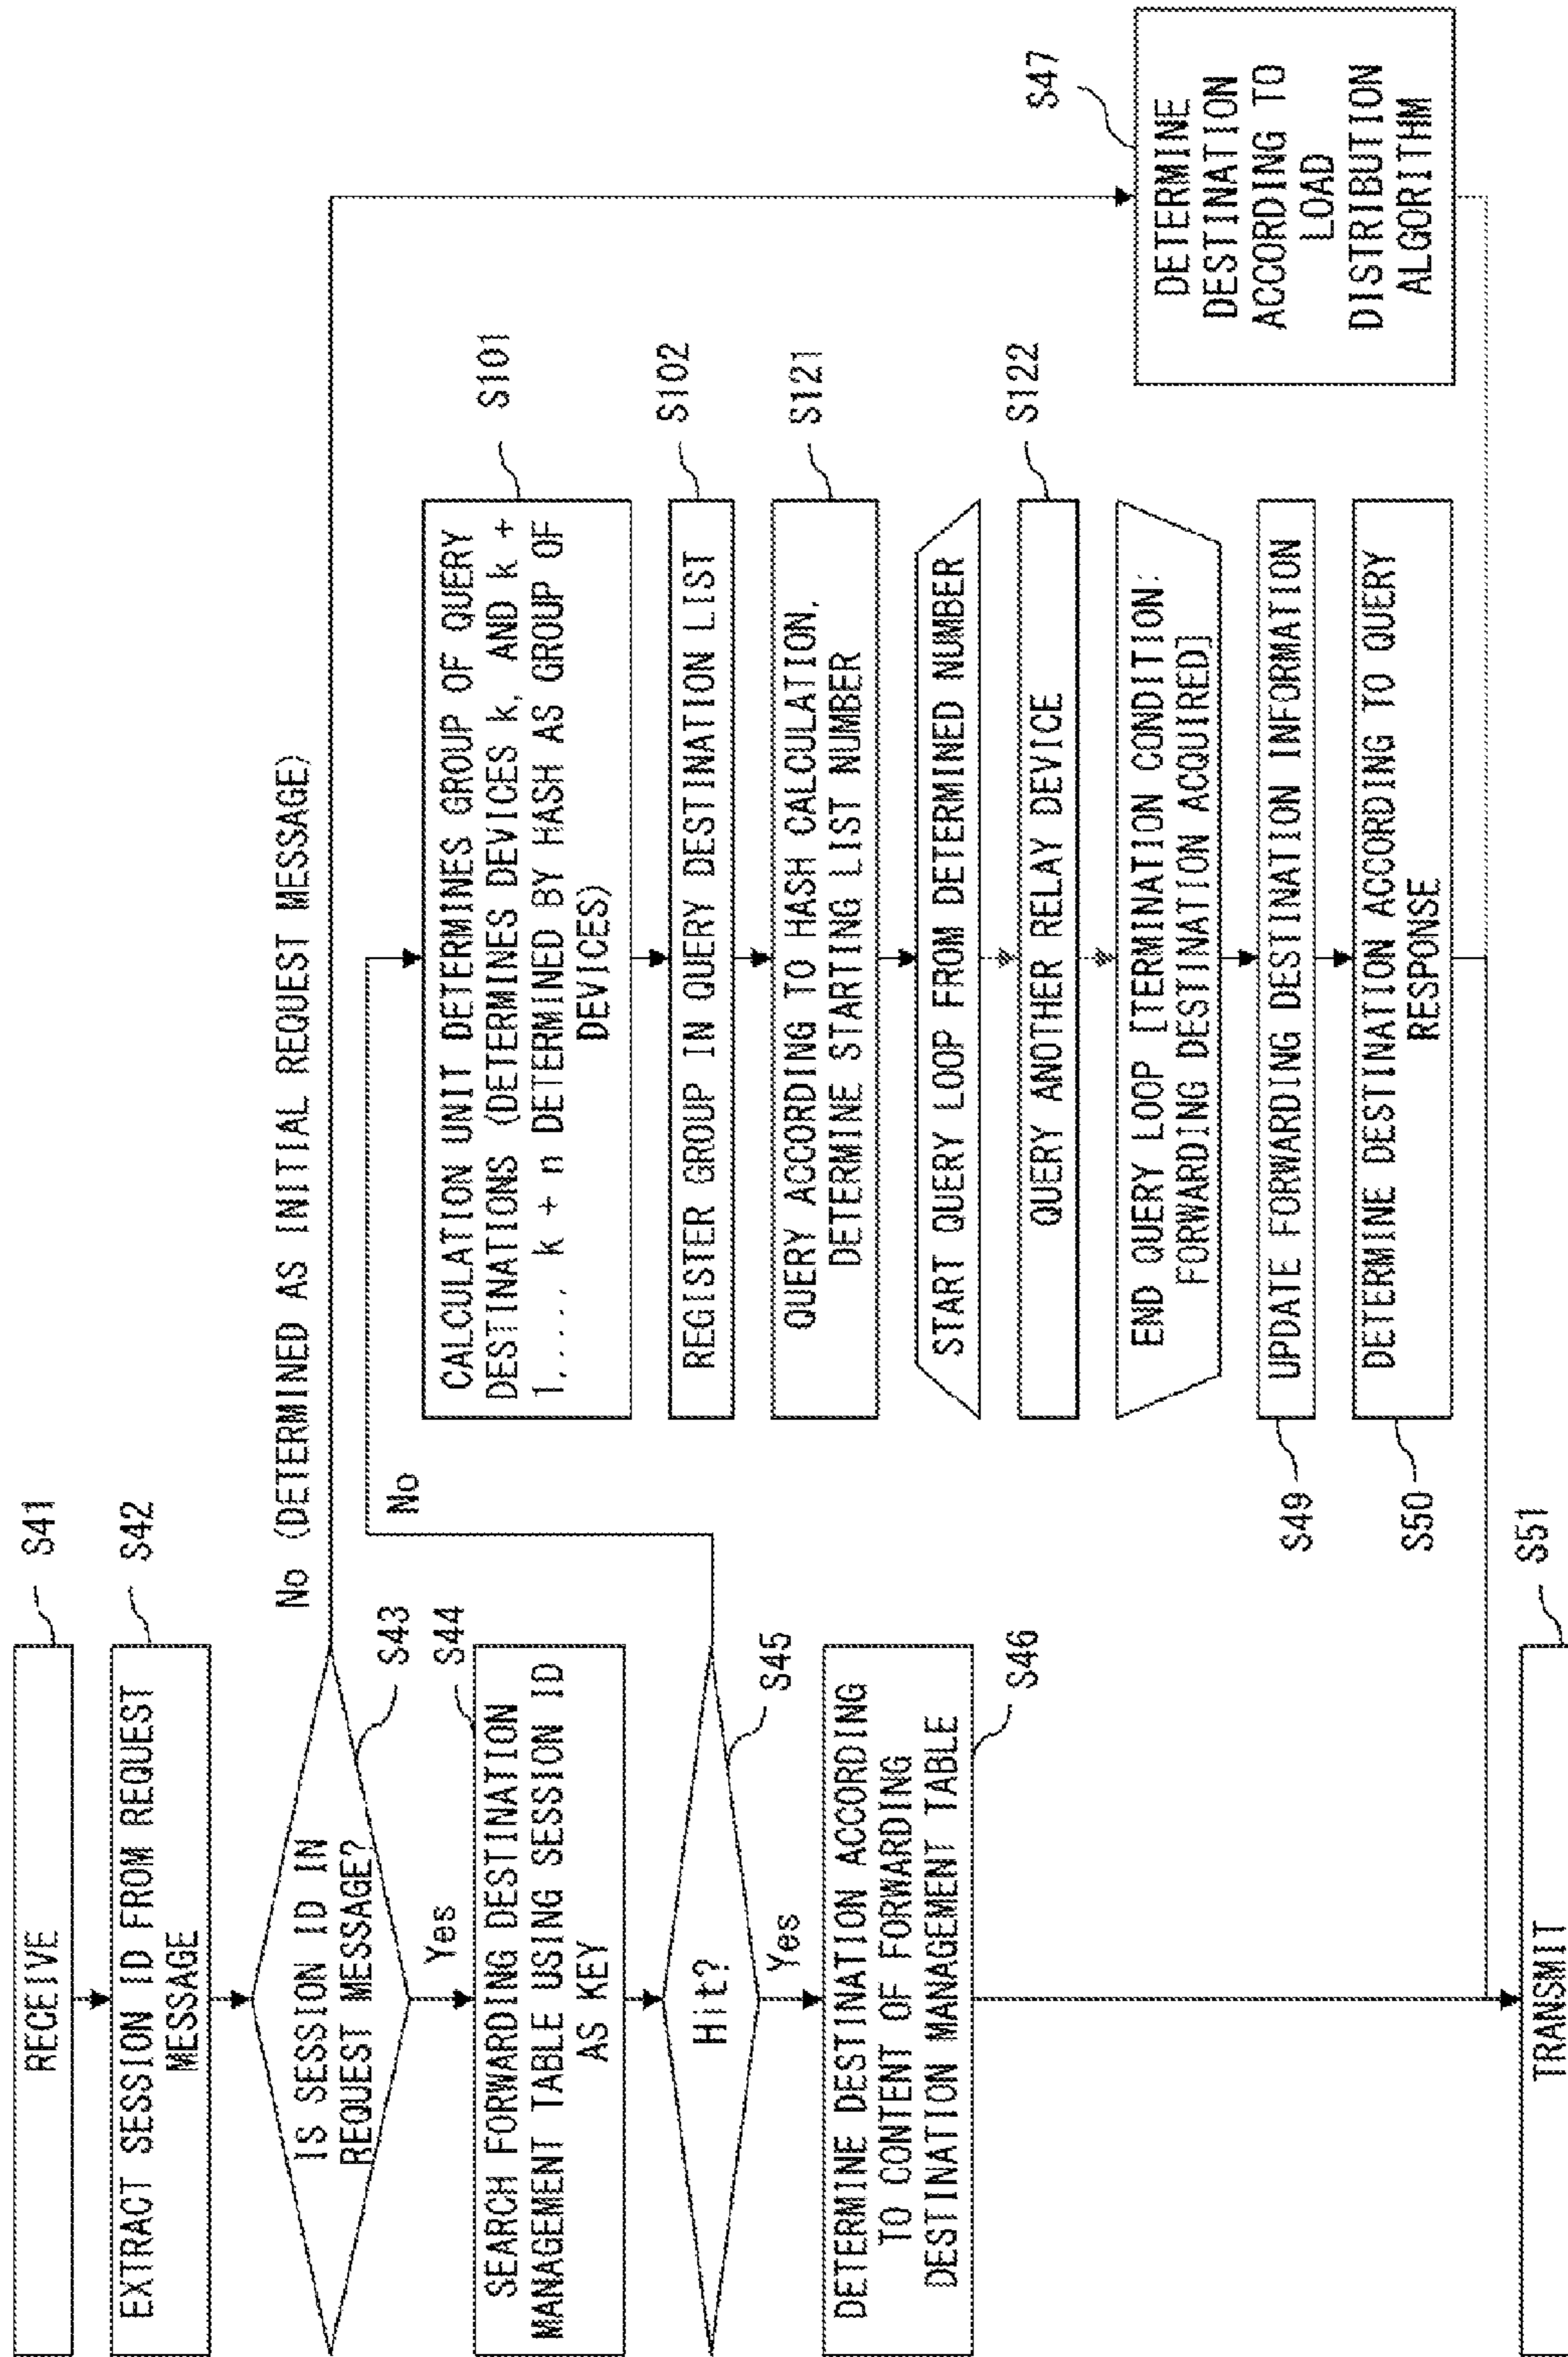 RECEIVE
S41
EXTRACT SESSION ID FROM REQUEST
MESSAGE
S42
IS SESSION ID IN
REQUEST MESSAGE?
S43
No (DETERMINED AS INITIAL REQUEST MESSAGE)
Yes
S44
SEARCH FORWARDING DESTINATION
MANAGEMENT TABLE USING SESSION ID
AS KEY
Hit?
S45
No
Yes
DETERMINE DESTINATION ACCORDING
TO CONTENT OF FORWARDING
DESTINATION MANAGEMENT TABLE
S46
CALCULATION UNIT DETERMINES GROUP OF QUERY
DESTINATIONS (DETERMINES DEVICES k, AND k +
1,..., k + n DETERMINED BY HASH AS GROUP OF
DEVICES)
S101
REGISTER GROUP IN QUERY DESTINATION LIST
S102
QUERY ACCORDING TO HASH CALCULATION,
DETERMINE STARTING LIST NUMBER
S121
START QUERY LOOP FROM DETERMINED NUMBER
QUERY ANOTHER RELAY DEVICE
S122
END QUERY LOOP [TERMINATION CONDITION:
FORWARDING DESTINATION ACQUIRED]
UPDATE FORWARDING DESTINATION INFORMATION
S49
DETERMINE DESTINATION ACCORDING TO QUERY
RESPONSE
S50
DETERMINE
DESTINATION
ACCORDING TO
LOAD
DISTRIBUTION
ALGORITHM
S47
TRANSMIT
S51